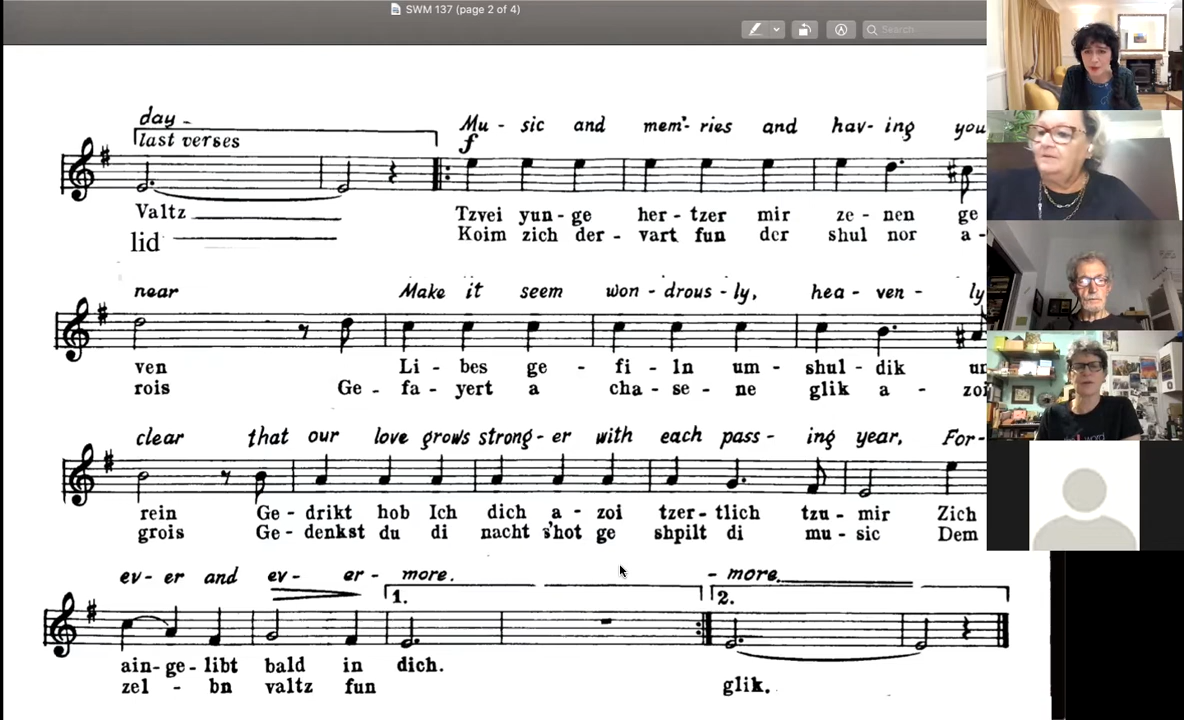 SWM 137 (page 2 of 4)
Search
day -
last verses
Mu - sic and mem'- ries and hav- ing you
f
Valtz
Tzvei yun - ge her - tzer mir ze - nen ge
lid
Koim zich der - vart fun der shul nor a -
near Make it seem won - drous - ly, hea - ven - ly
ven Li - bes ge - fi - ln um - shul - dik un
rois Ge - fa - yert a cha - se - ne glik a - zoi
clear that our love grows strong- er with each pass - ing year, For-
rein Ge - drikt hob Ich dich a - zoi tzer - tlich tzu - mir Zich
grois Ge - denkst du di nacht s'hot ge shpilt di mu - sic Dem
ev- er and ev- er - more.
- more.
1.
2.
ain- ge - libt bald in dich.
zel - bn valtz fun glik.